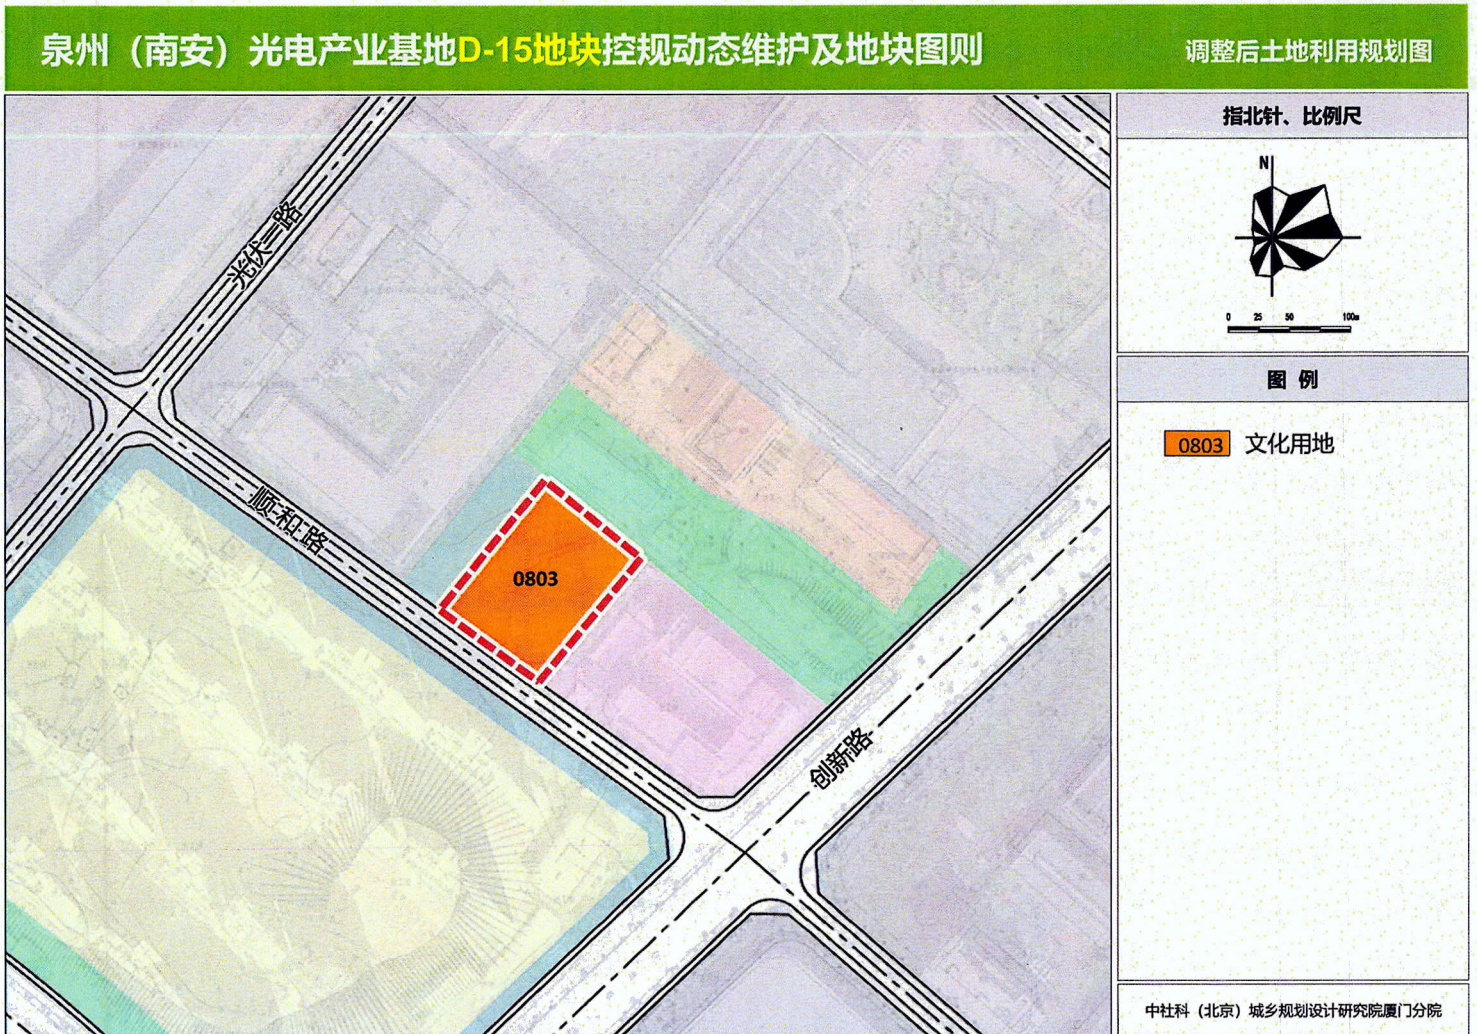 泉州（南安）光电产业基地D-15地块控规动态维护及地块图则
调整后土地利用规划图
指北针、比例尺
N
0 25 50 100m
图 例
0803 文化用地
光伏二路
顺和路
0803
创新路
中社科（北京）城乡规划设计研究院厦门分院